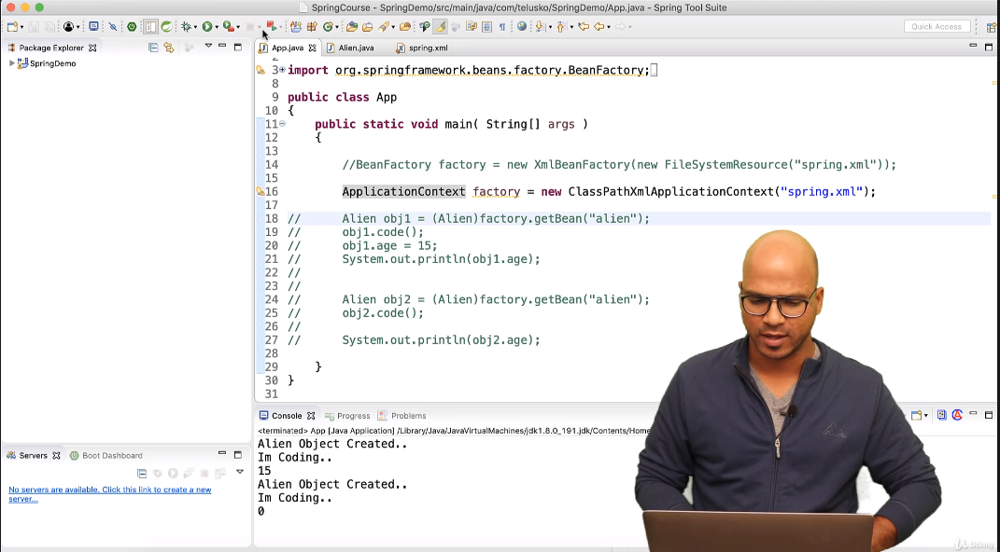 SpringCourse - SpringDemo/src/main/java/com/telusko/SpringDemo/App.java - Spring Tool Suite
Quick Access
Package Explorer
App.java
Alien.java
spring.xml
SpringDemo
2
3 import org.springframework.beans.factory.BeanFactory;
8
9 public class App
10 {
11 public static void main( String[] args )
12 {
13
14 //BeanFactory factory = new XmlBeanFactory(new FileSystemResource("spring.xml"));
15
16 ApplicationContext factory = new ClassPathXmlApplicationContext("spring.xml");
17
18 // Alien obj1 = (Alien)factory.getBean("alien");
19 // obj1.code();
20 // obj1.age = 15;
21 // System.out.println(obj1.age);
22 //
23 //
24 // Alien obj2 = (Alien)factory.getBean("alien");
25 // obj2.code();
26 //
27 // System.out.println(obj2.age);
28
29 }
30 }
31
Console
Progress
Problems
<terminated> App [Java Application] /Library/Java/JavaVirtualMachines/jdk1.8.0_191.jdk/Contents/Home
Alien Object Created..
Im Coding..
15
Alien Object Created..
Im Coding..
0
Servers
Boot Dashboard
No servers are available. Click this link to create a new
server...
Udemy